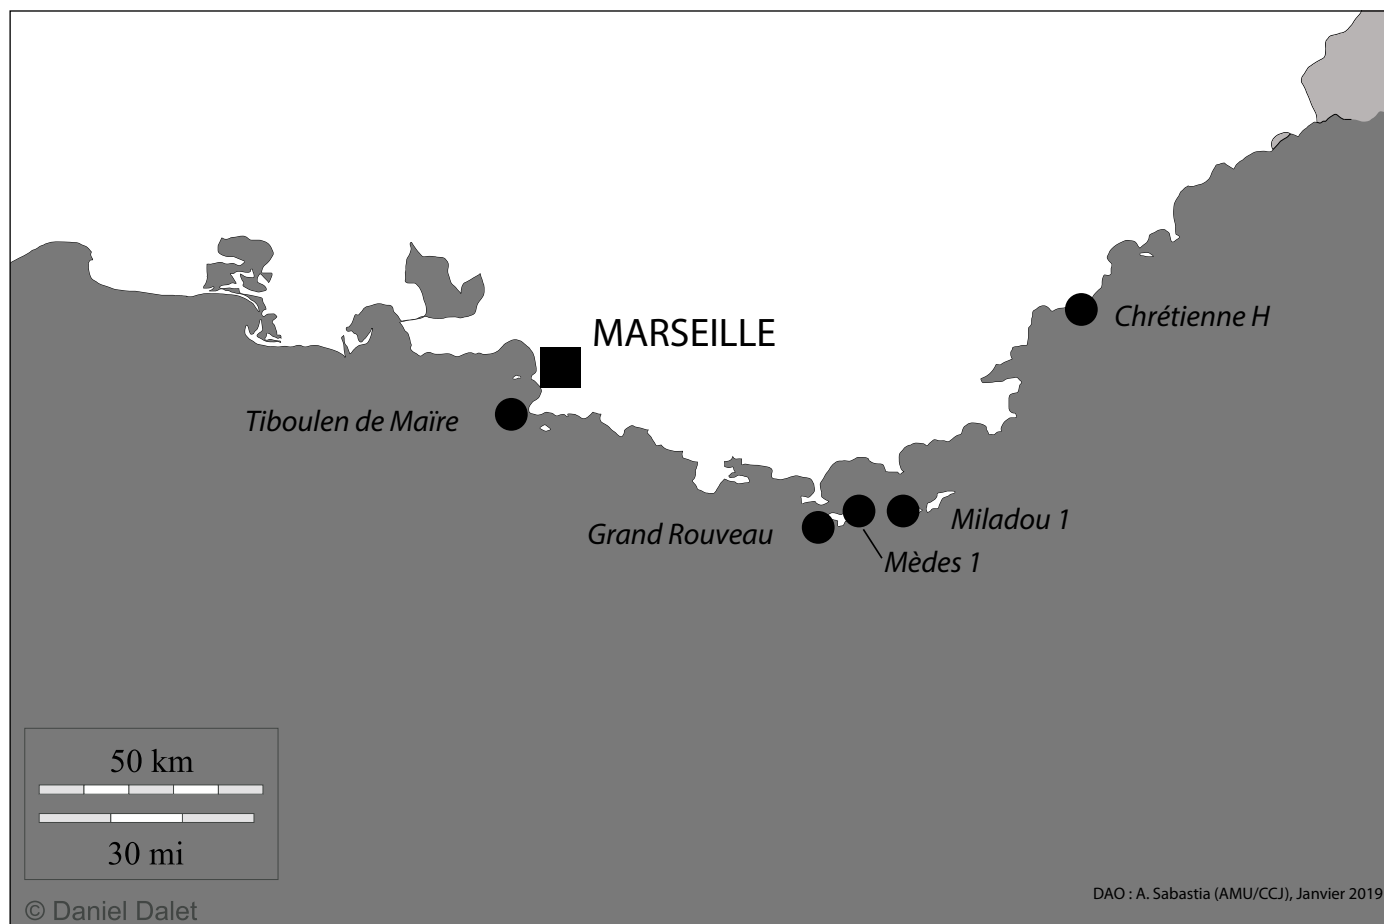 MARSEILLE
Chrétienne H
Tiboulen de Maïre
Grand Rouveau
Miladou 1
Mèdes 1
50 km
30 mi
DAO : A. Sabastia (AMU/CCJ), Janvier 2019
© Daniel Dalet